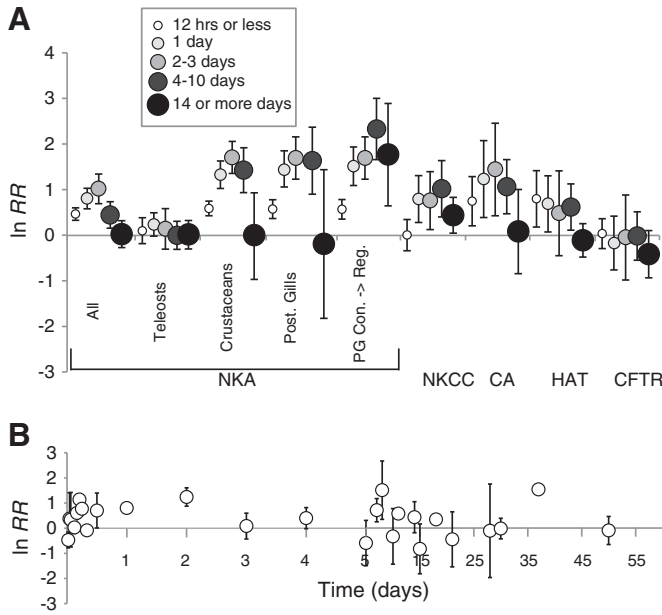 A
12 hrs or less
1 day
2-3 days
4-10 days
14 or more days
4
3
2
1
0
-1
-2
-3
ln RR
All
Teleosts
Crustaceans
Post. Gills
PG Con. -> Reg.
NKA
NKCC
CA
HAT
CFTR
B
3
2
1
0
-1
-2
-3
ln RR
1
2
3
4
5
15
25
35
45
55
Time (days)